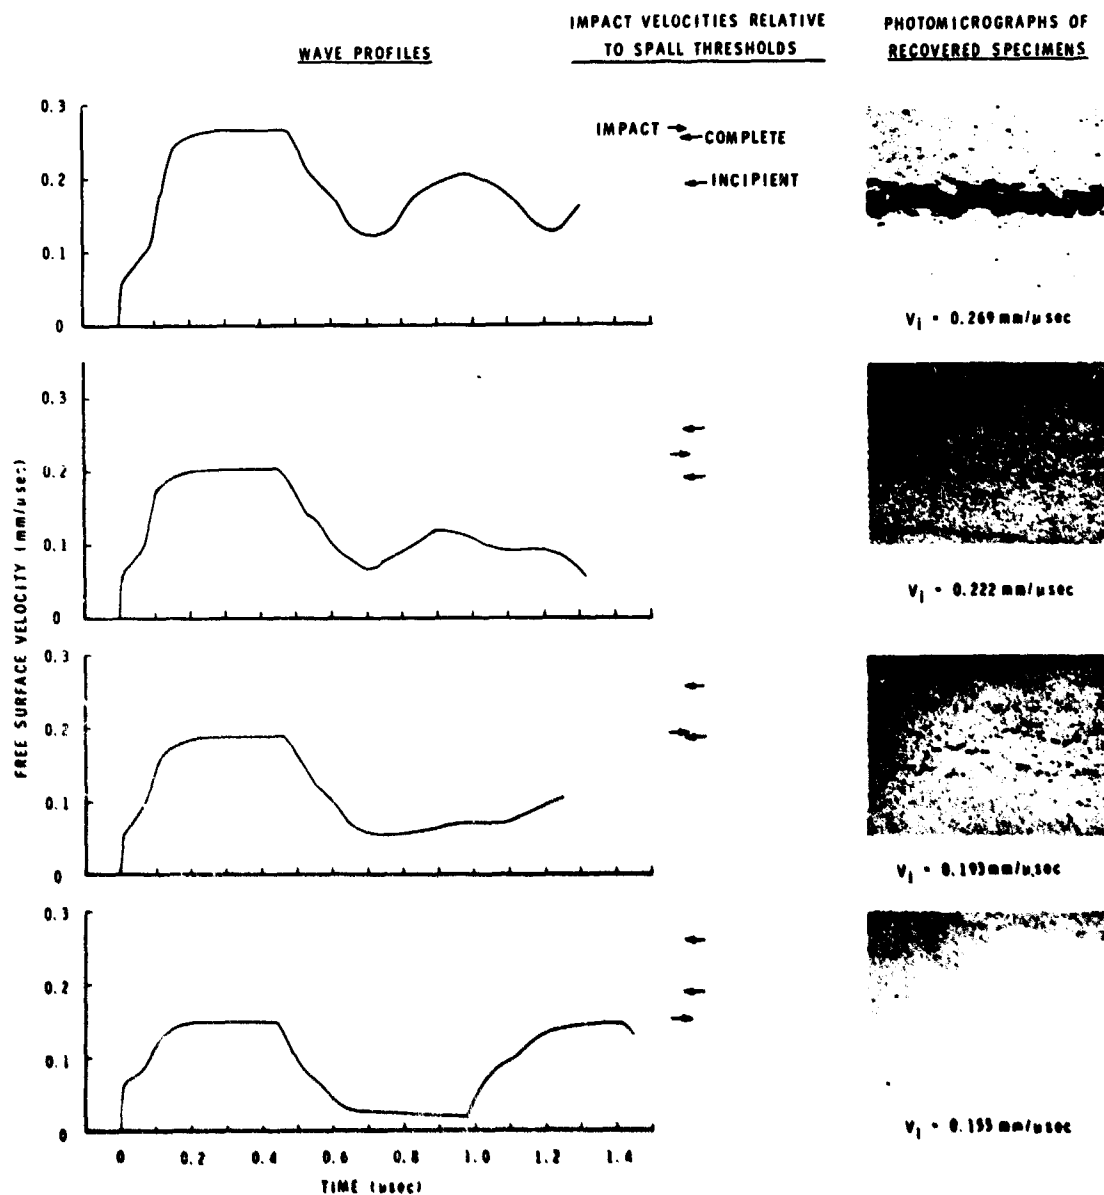 IMPACT VELOCITIES RELATIVE
TO SPALL THRESHOLDS
PHOTOMICROGRAPHS OF
RECOVERED SPECIMENS
WAVE PROFILES
0.3
0.2
0.1
0
IMPACT
COMPLETE
INCIPIENT
Vi = 0.269 mm/μsec
0.3
0.2
0.1
0
Vi = 0.222 mm/μsec
FREE SURFACE VELOCITY (mm/μsec)
0.3
0.2
0.1
0
Vi = 0.193 mm/μsec
0.3
0.2
0.1
0
0 0.2 0.4 0.6 0.8 1.0 1.2 1.4
TIME (μsec)
Vi = 0.155 mm/μsec